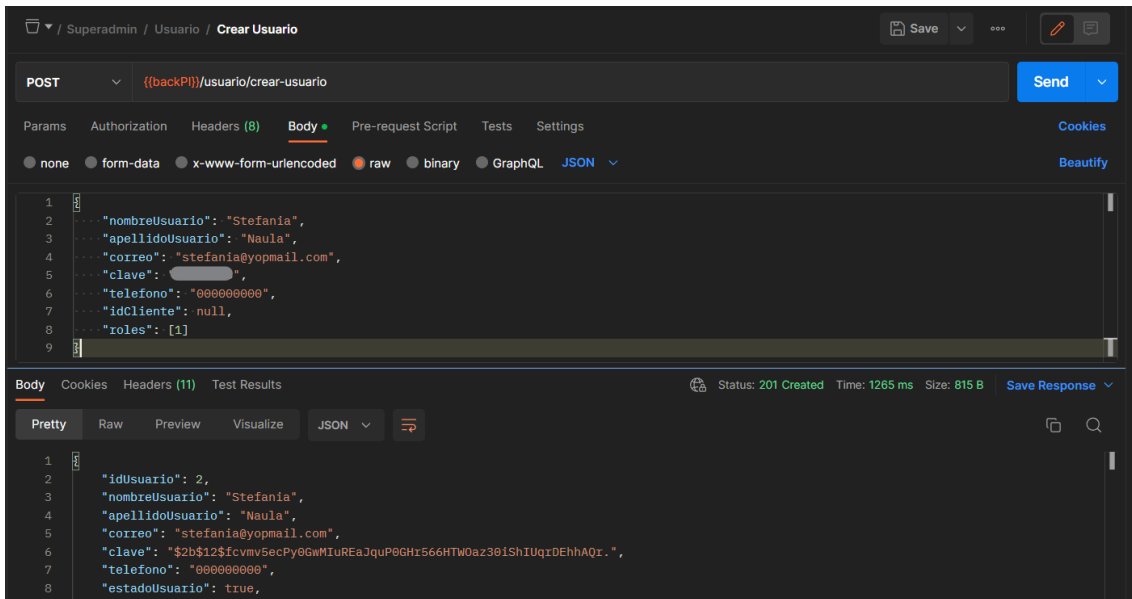 / Superadmin / Usuario / Crear Usuario
Save
POST {{backPI}}/usuario/crear-usuario Send
Params Authorization Headers (8) Body Pre-request Script Tests Settings Cookies
none form-data x-www-form-urlencoded raw binary GraphQL JSON Beautify
1 {
2 "nombreUsuario": "Stefania",
3 "apellidoUsuario": "Naula",
4 "correo": "stefania@yopmail.com",
5 "clave": " ",
6 "telefono": "000000000",
7 "idCliente": null,
8 "roles": [1]
9 }
Body Cookies Headers (11) Test Results Status: 201 Created Time: 1265 ms Size: 815 B Save Response
Pretty Raw Preview Visualize JSON
1 {
2 "idUsuario": 2,
3 "nombreUsuario": "Stefania",
4 "apellidoUsuario": "Naula",
5 "correo": "stefania@yopmail.com",
6 "clave": "$2b$12$fcvmv5ecPy0GwMIuREaJquP0GHr566HTWOaz30iShIUqrDEhhAQr.",
7 "telefono": "000000000",
8 "estadoUsuario": true,